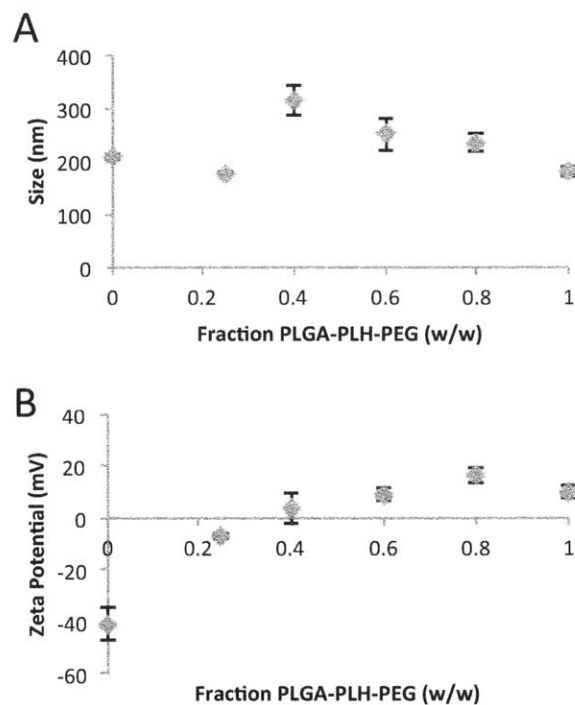 A
400
300
200
100
0
Size (nm)
0 0.2 0.4 0.6 0.8 1
Fraction PLGA-PLH-PEG (w/w)
B
40
20
0
-20
-40
-60
Zeta Potential (mV)
0 0.2 0.4 0.6 0.8 1
Fraction PLGA-PLH-PEG (w/w)